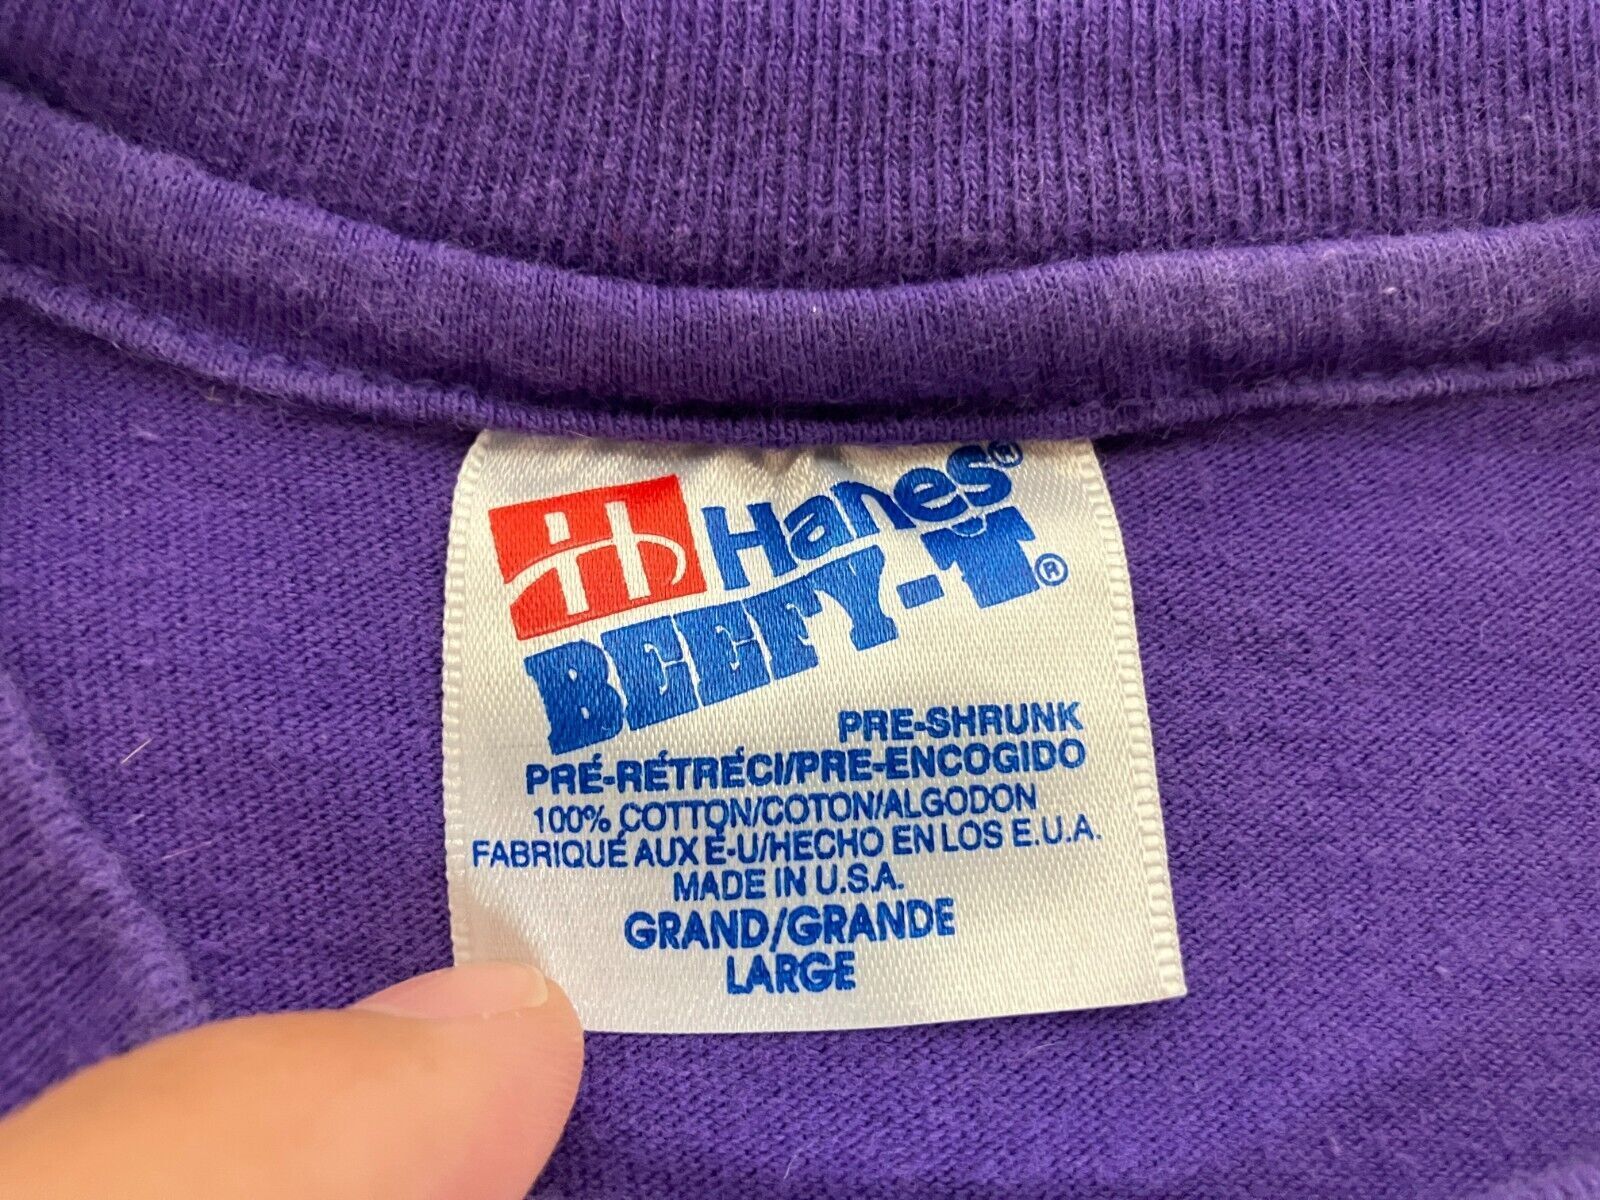 Hanes®
BEEFY-T®
PRE-SHRUNK
PRÉ-RÉTRÉCI/PRE-ENCOGIDO
100% COTTON/COTON/ALGODON
FABRIQUÉ AUX É-U/HECHO EN LOS E.U.A.
MADE IN U.S.A.
GRAND/GRANDE
LARGE